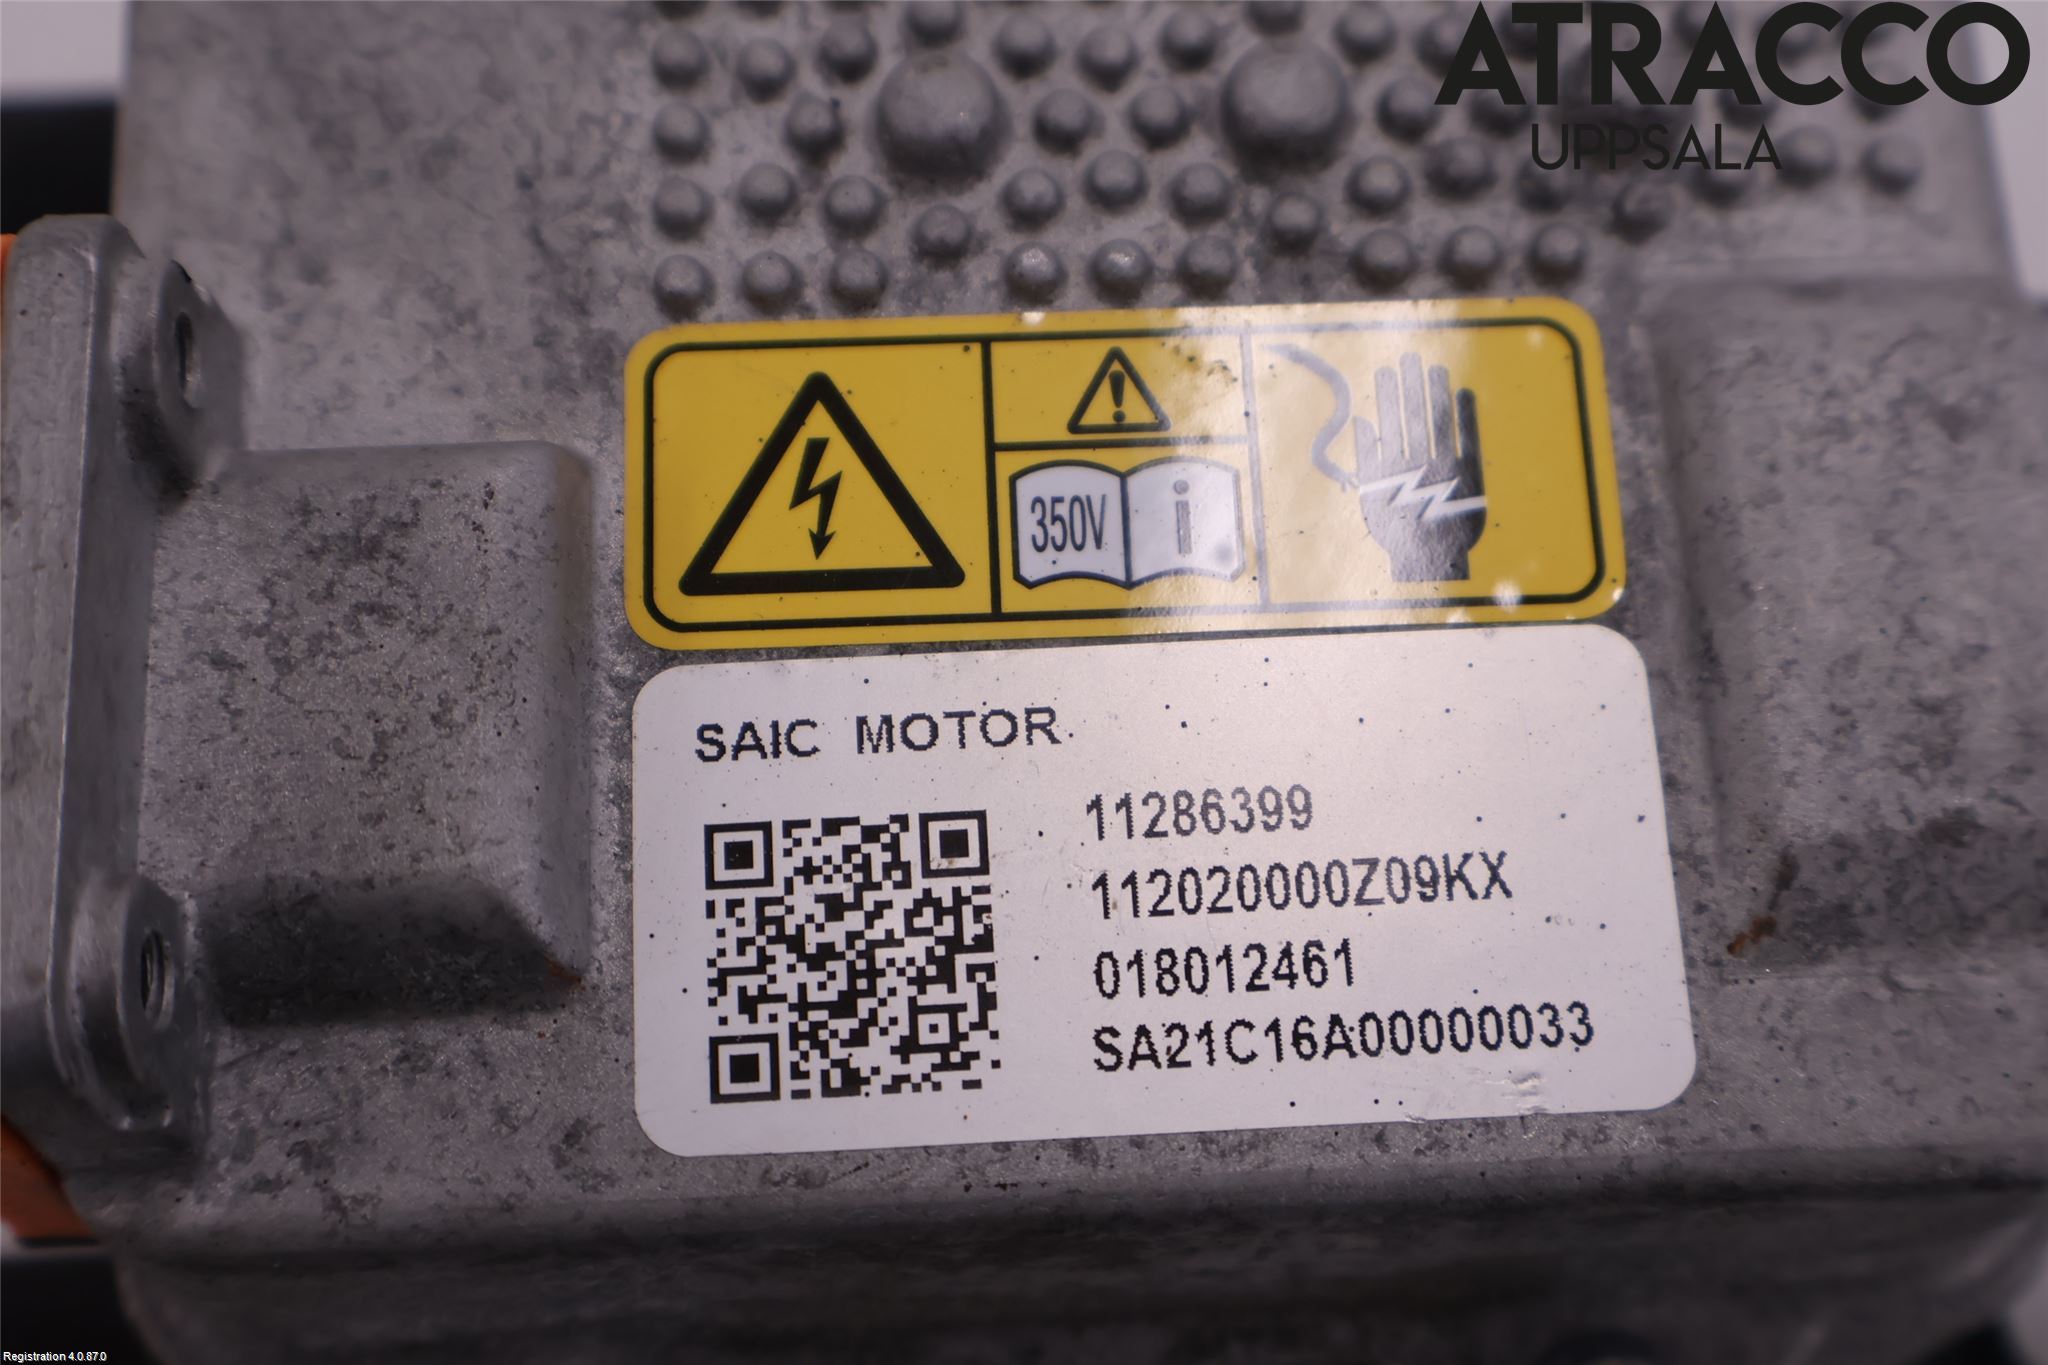 ATRACCO
UPPSALA
350V i
SAIC MOTOR
11286399
112020000Z09KX
018012461
SA21C16A00000033
Registration 4.0.87.0